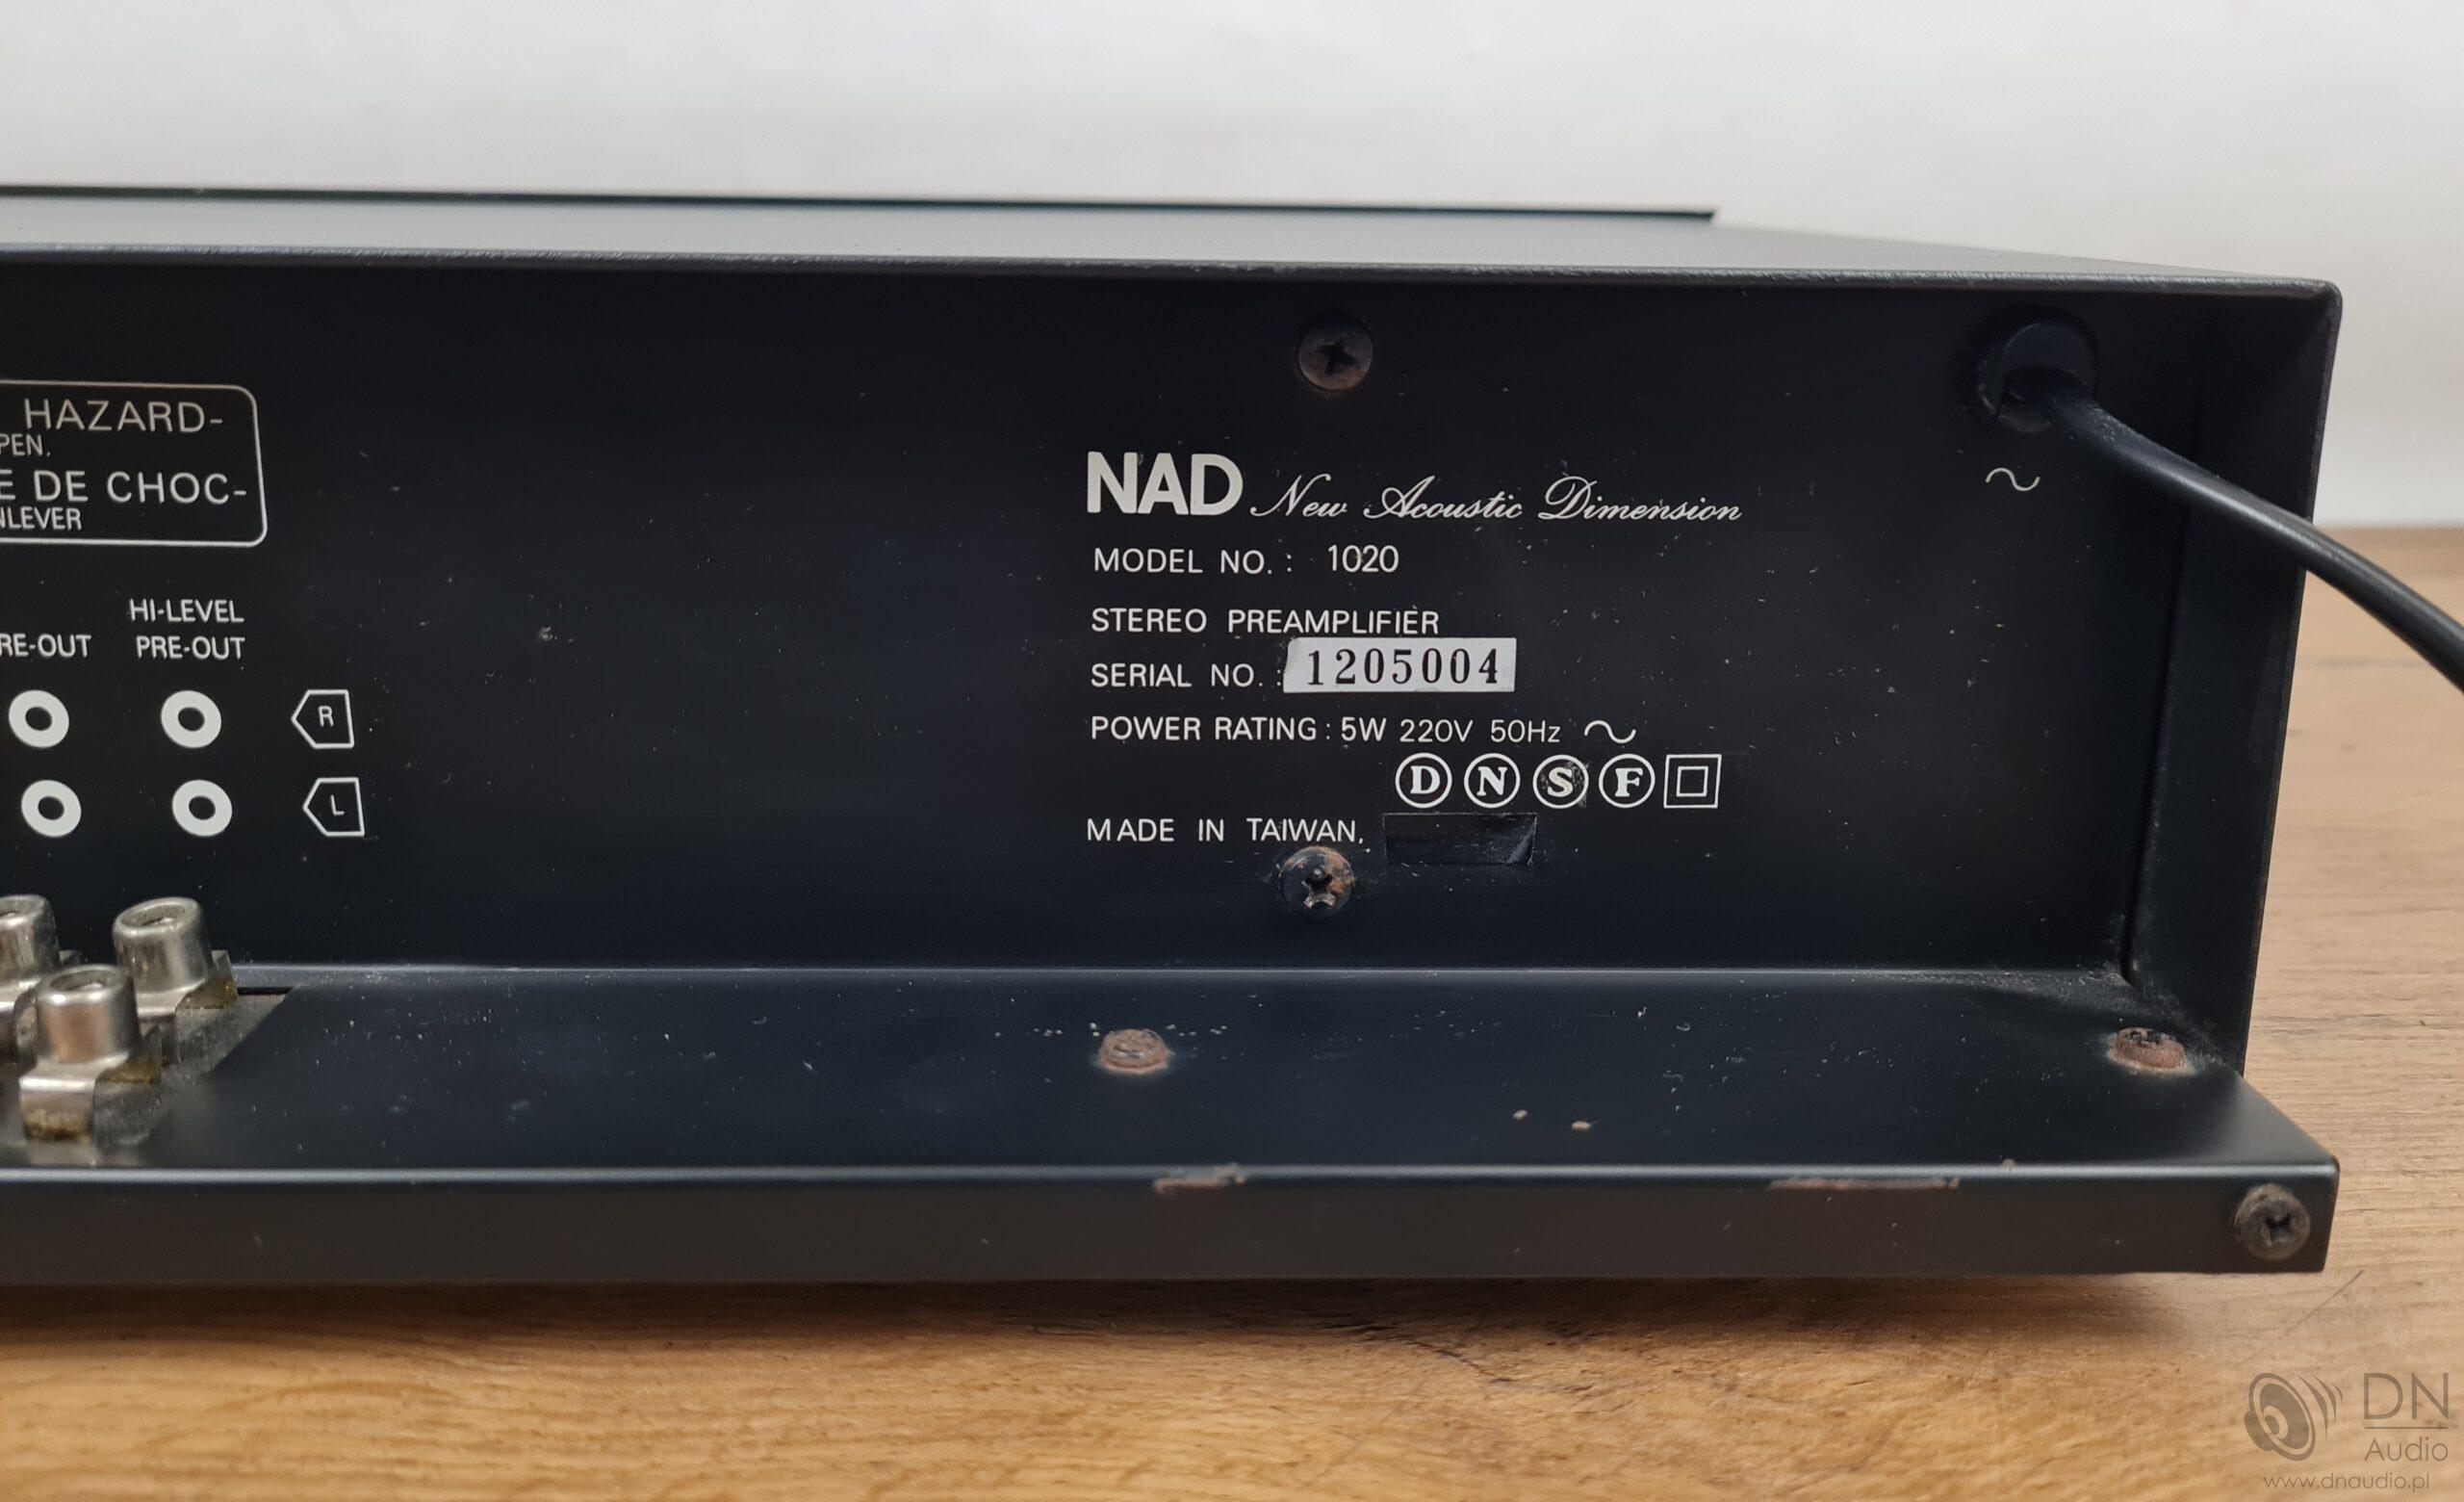 HAZARD-
PEN.
E DE CHOC-
NLEVER
HI-LEVEL
RE-OUT PRE-OUT
R
L
NAD New Acoustic Dimension
MODEL NO. : 1020
STEREO PREAMPLIFIER
SERIAL NO. : 1205004
POWER RATING : 5W 220V 50Hz ~
D N S F
MADE IN TAIWAN.
~
DN
Audio
www.dnaudio.pl